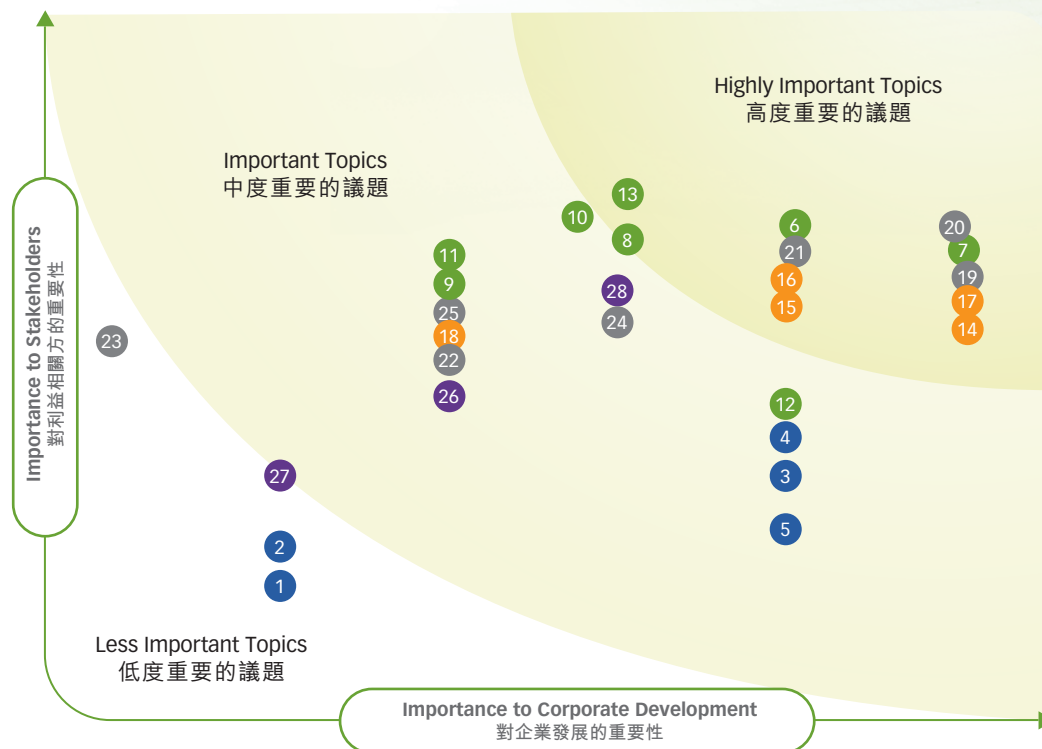 Highly Important Topics
高度重要的議題
Important Topics
中度重要的議題
13
10
8
6
21
20
7
11
9
16
19
28
15
17
25
24
14
18
23
22
26
12
4
27
3
5
2
1
Less Important Topics
低度重要的議題
Importance to Stakeholders
對利益相關方的重要性
Importance to Corporate Development
對企業發展的重要性